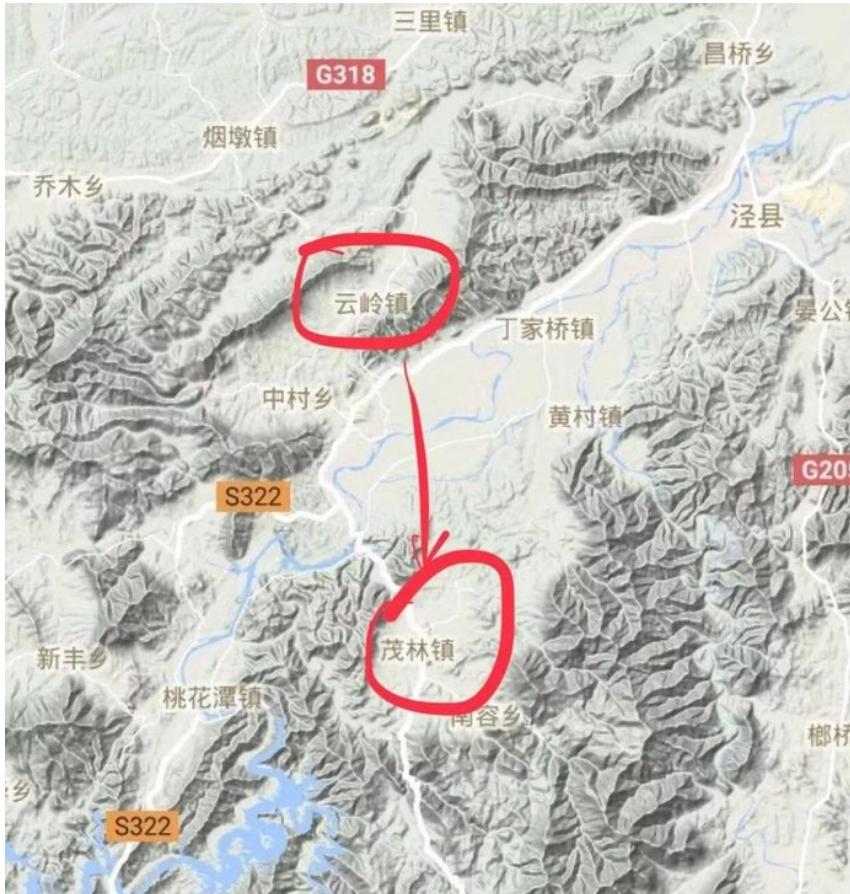 三里镇
昌桥乡
G318
烟墩镇
乔木乡
泾县
云岭镇
丁家桥镇
晏公
中村乡
黄村镇
G205
S322
茂林镇
新丰乡
桃花潭镇
南容乡
榔桥
乡
S322